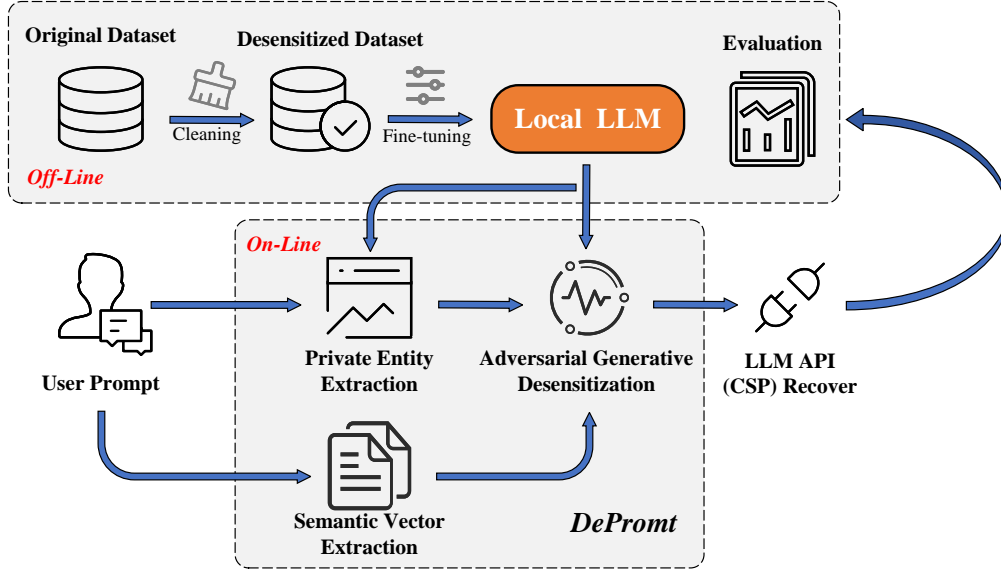 Original Dataset
Desensitized Dataset
Evaluation
Cleaning
Fine-tuning
Local LLM
Off-Line
On-Line
User Prompt
Private Entity
Extraction
Adversarial Generative
Desensitization
LLM API
(CSP) Recover
Semantic Vector
Extraction
DePromt